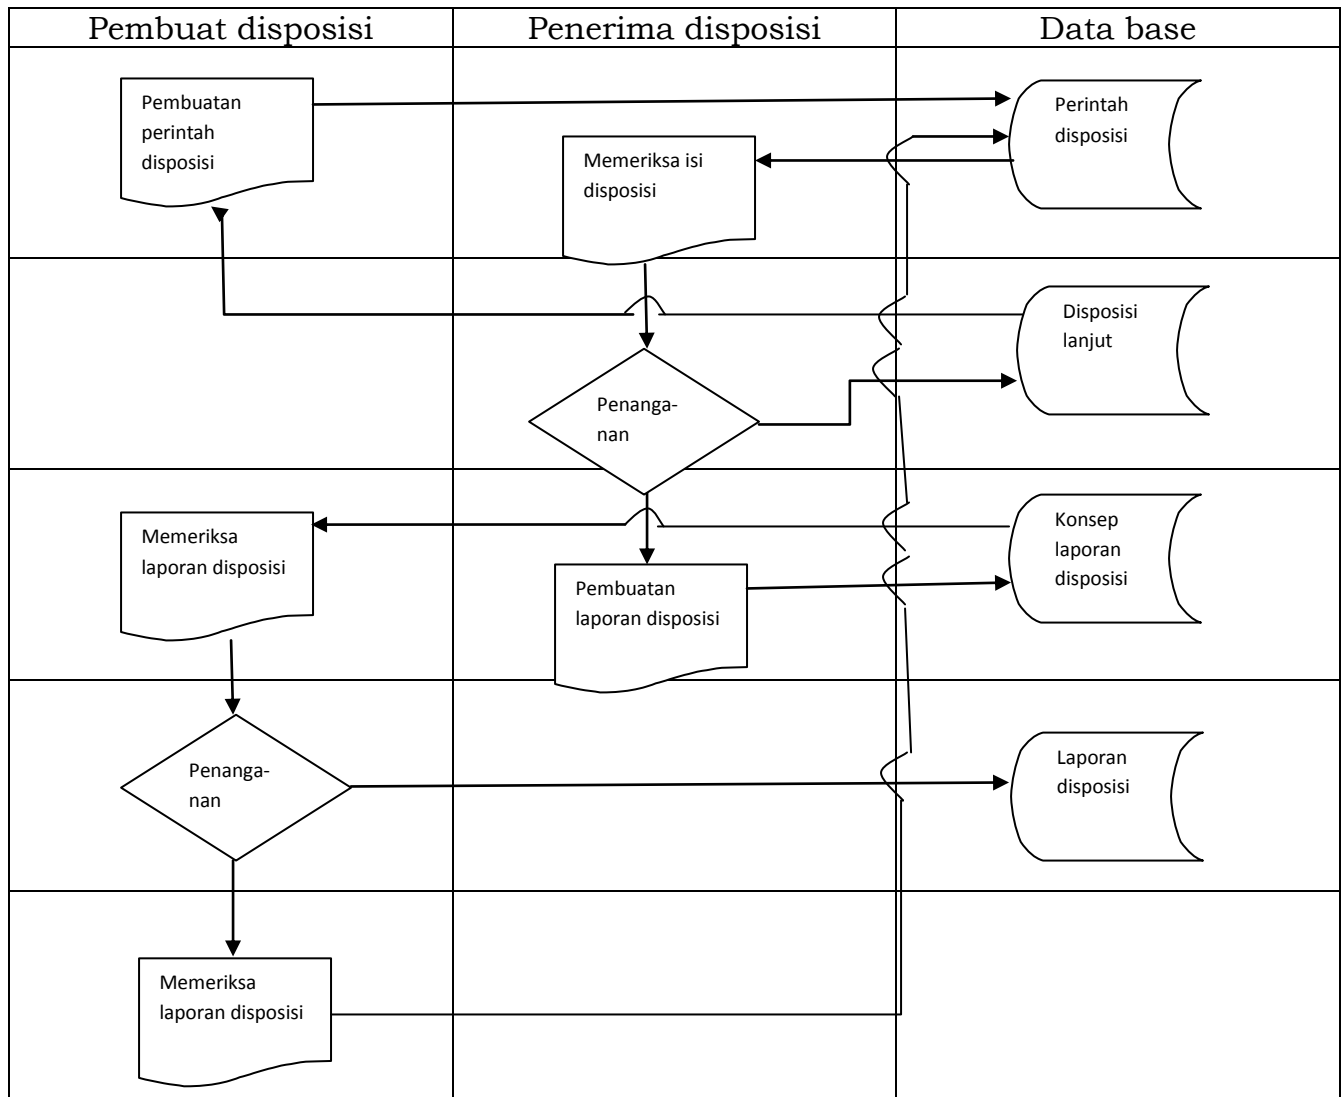 Pembuat disposisi
Penerima disposisi
Data base
Pembuatan
perintah
disposisi
Memeriksa isi
disposisi
Perintah
disposisi
Disposisi
lanjut
Penanga-
nan
Memeriksa
laporan disposisi
Pembuatan
laporan disposisi
Konsep
laporan
disposisi
Penanga-
nan
Laporan
disposisi
Memeriksa
laporan disposisi